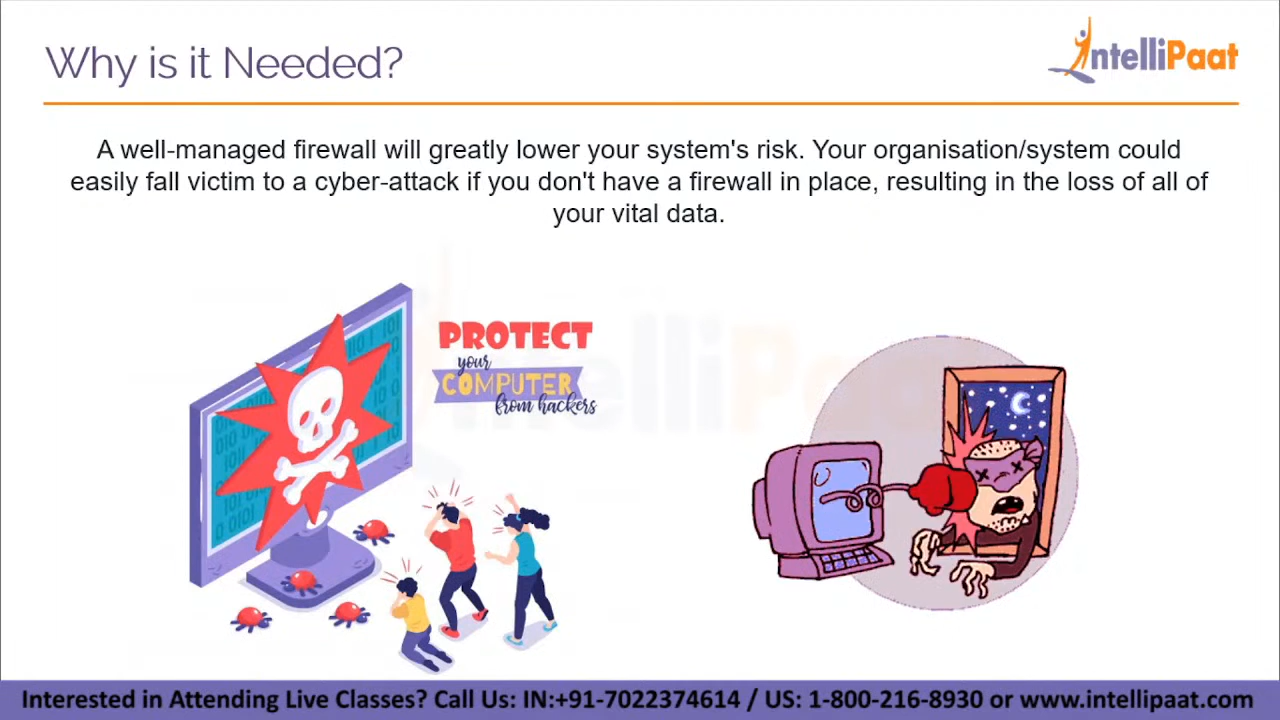 Why is it Needed?
IntelliPaat
A well-managed firewall will greatly lower your system's risk. Your organisation/system could
easily fall victim to a cyber-attack if you don't have a firewall in place, resulting in the loss of all of
your vital data.
PROTECT
your
COMPUTER
from hackers
IntelliPaat
Interested in Attending Live Classes? Call Us: IN:+91-7022374614 / US: 1-800-216-8930 or www.intellipaat.com